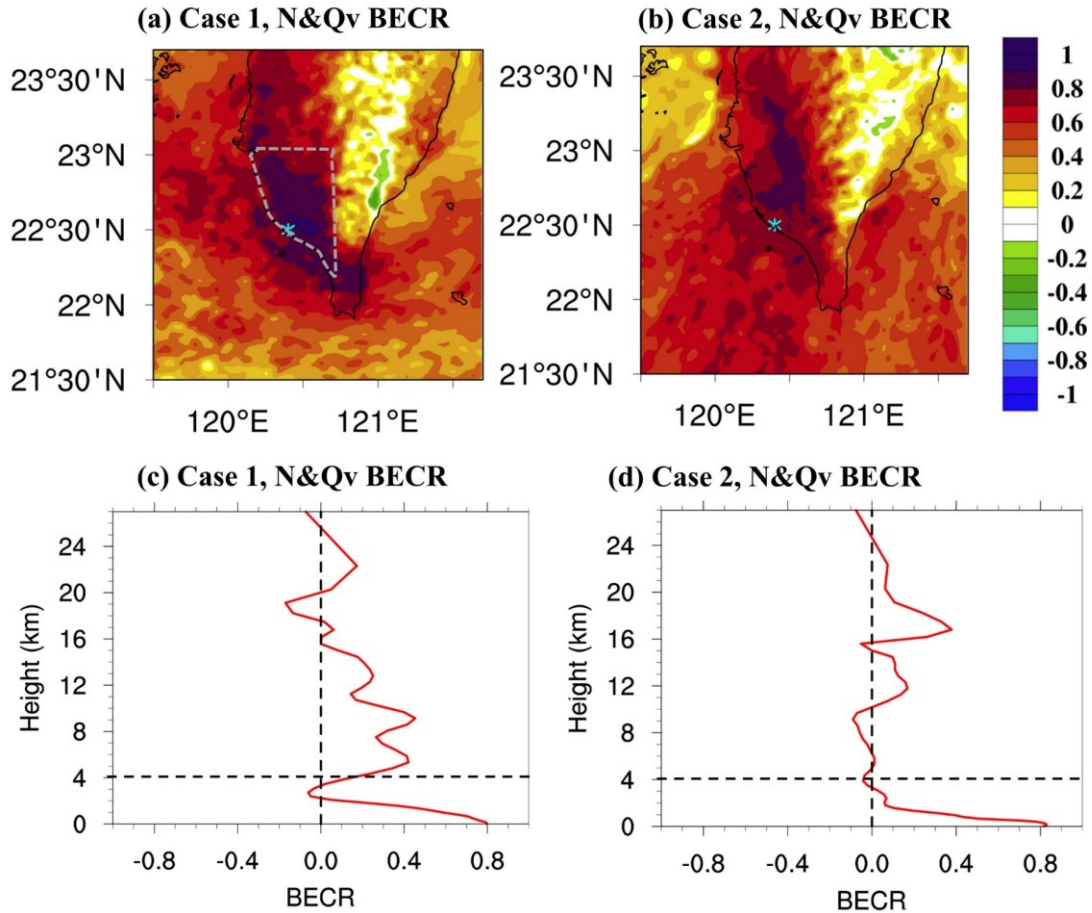 (a) Case 1, N&Qv BECR
(b) Case 2, N&Qv BECR
23°30'N
23°N
22°30'N
22°N
21°30'N
120°E
121°E
23°30'N
23°N
22°30'N
22°N
21°30'N
120°E
121°E
1
0.8
0.6
0.4
0.2
0
-0.2
-0.4
-0.6
-0.8
-1
(c) Case 1, N&Qv BECR
(d) Case 2, N&Qv BECR
Height (km)
24
20
16
12
8
4
0
-0.8
-0.4
0.0
0.4
0.8
BECR
Height (km)
24
20
16
12
8
4
0
-0.8
-0.4
0.0
0.4
0.8
BECR